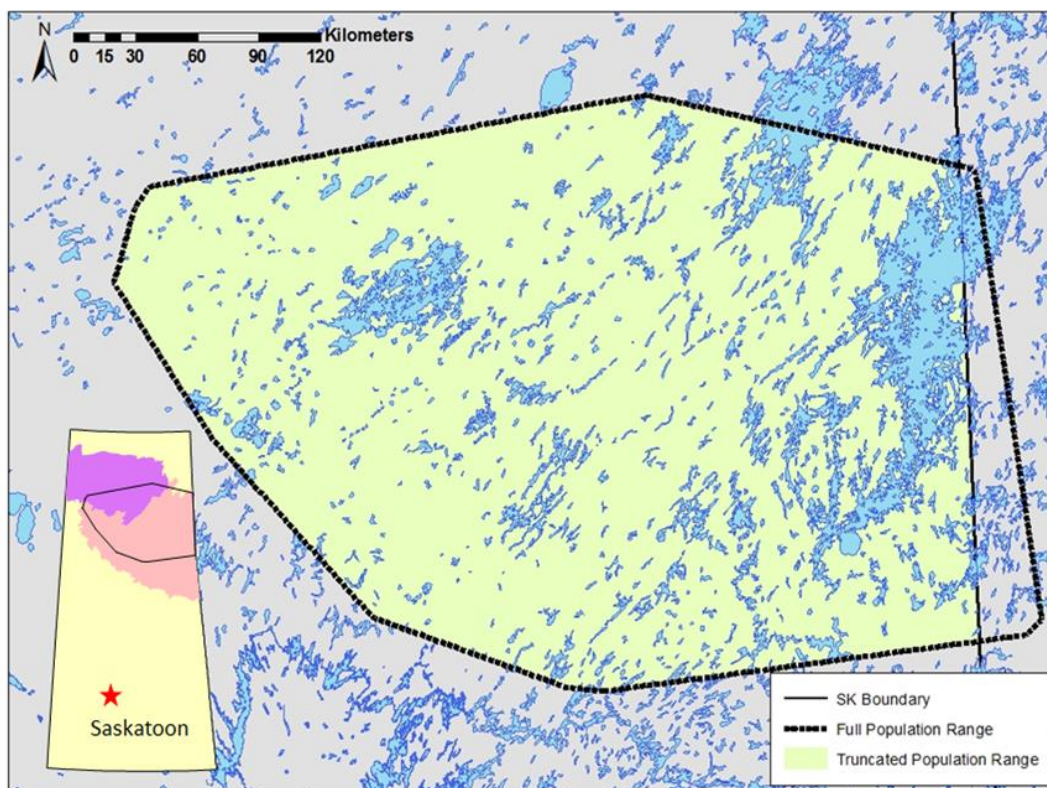 N
Kilometers
0 15 30 60 90 120
Saskatoon
SK Boundary
Full Population Range
Truncated Population Range